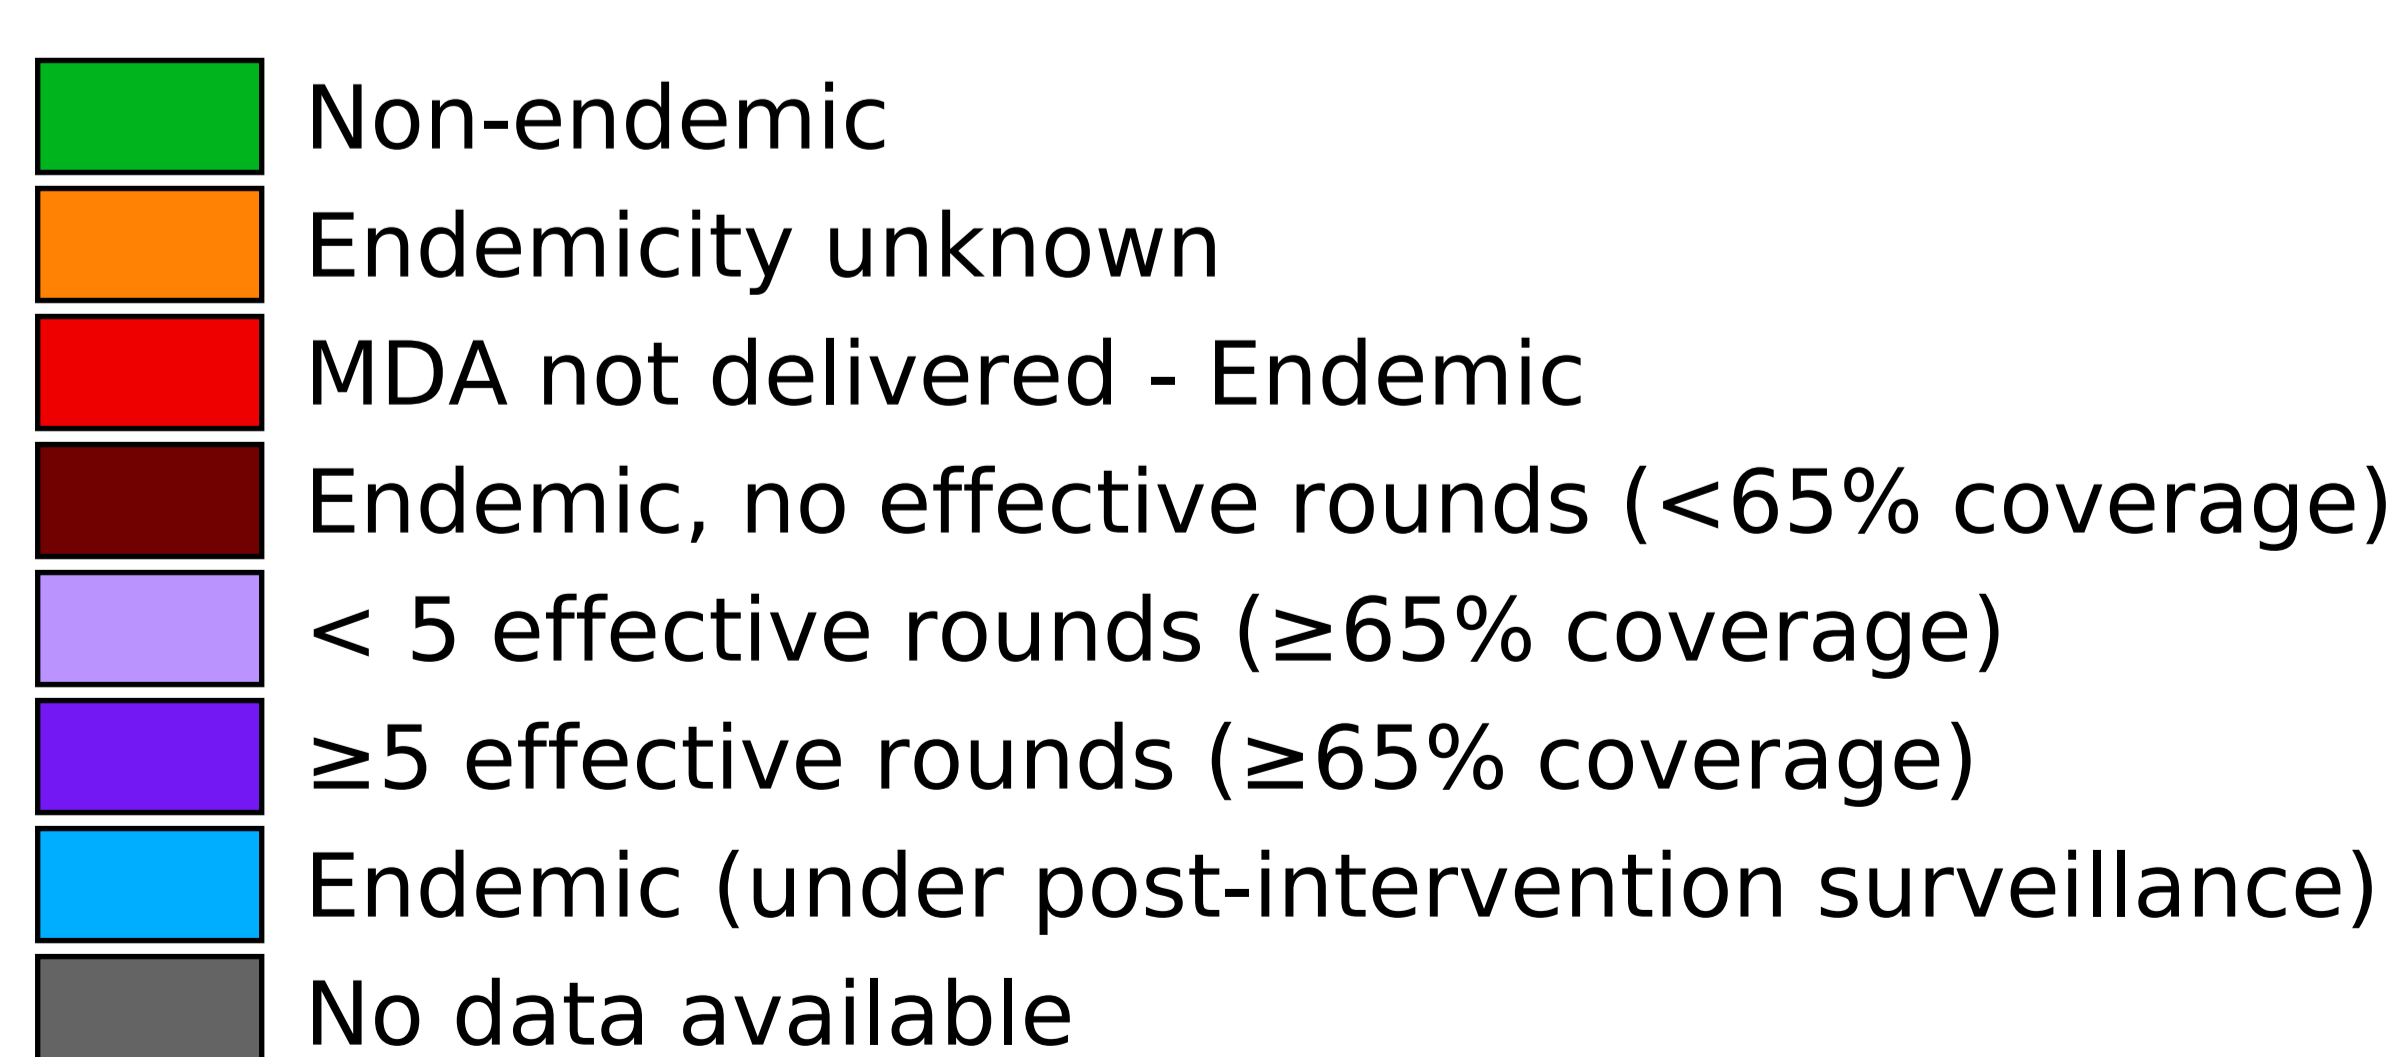 Non-endemic
Endemicity unknown
MDA not delivered - Endemic
Endemic, no effective rounds (<65% coverage)
< 5 effective rounds (≥65% coverage)
≥5 effective rounds (≥65% coverage)
Endemic (under post-intervention surveillance)
No data available